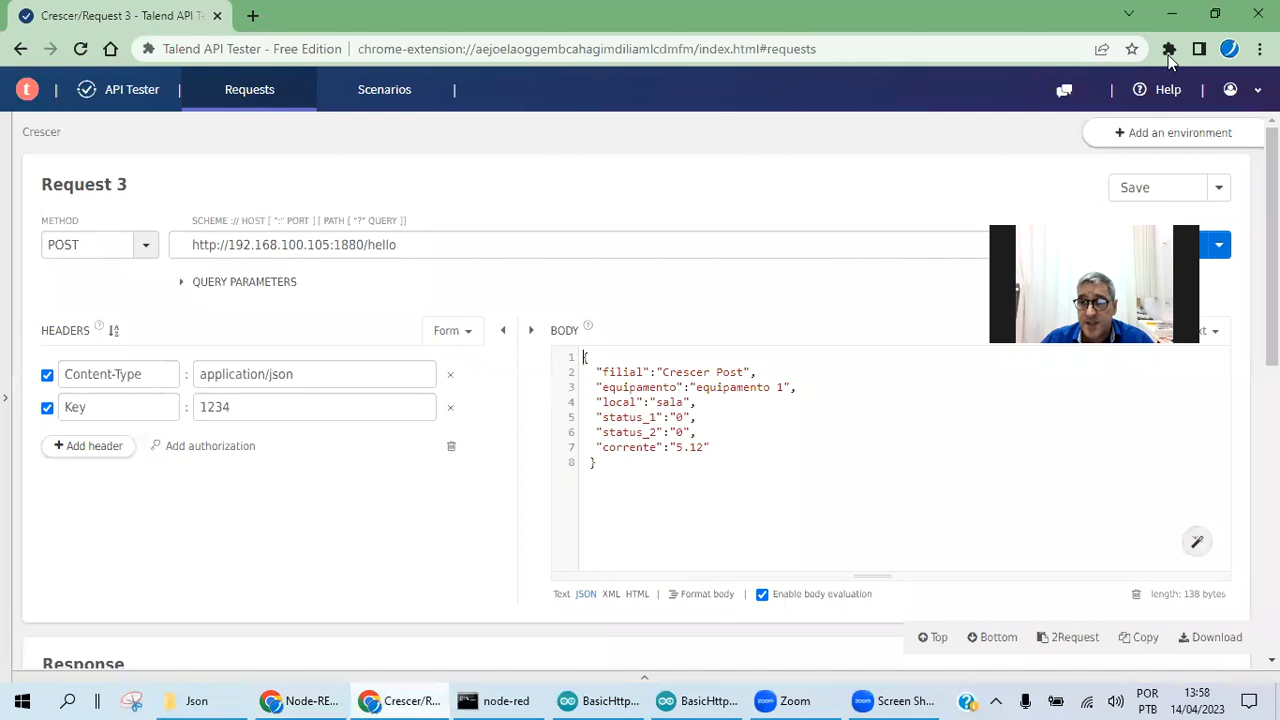 Crescer/Request 3 - Talend API Tes
Talend API Tester - Free Edition | chrome-extension://aejoelaoggembcahagimdiliamlcdmfm/index.html#requests
t | API Tester | Requests Scenarios | | Help |
Crescer
+ Add an environment
Request 3
Save
METHOD
SCHEME :// HOST [ ":" PORT ] [ PATH [ "?" QUERY ]]
POST
http://192.168.100.105:1880/hello
QUERY PARAMETERS
HEADERS
Form
BODY
Content-Type : application/json
Key : 1234
+ Add header
Add authorization
1 {
2 "filial":"Crescer Post",
3 "equipamento":"equipamento 1",
4 "local":"sala",
5 "status_1":"0",
6 "status_2":"0",
7 "corrente":"5.12"
8 }
Text JSON XML HTML | Format body | Enable body evaluation
length: 138 bytes
Top Bottom 2Request Copy Download
Response
Json
Node-RE...
Crescer/R...
node-red
BasicHttp...
BasicHttp...
Zoom
Screen Sh...
POR
PTB
13:58
14/04/2023